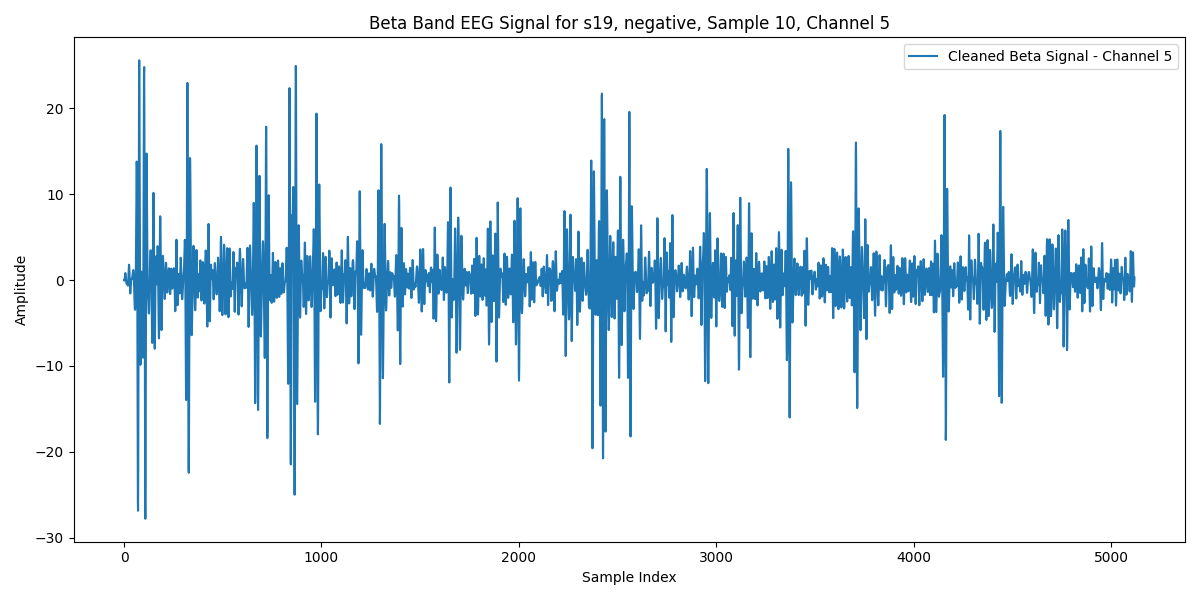 Beta Band EEG Signal for s19, negative, Sample 10, Channel 5
Cleaned Beta Signal - Channel 5
Amplitude
20
10
0
−10
−20
−30
0 1000 2000 3000 4000 5000
Sample Index